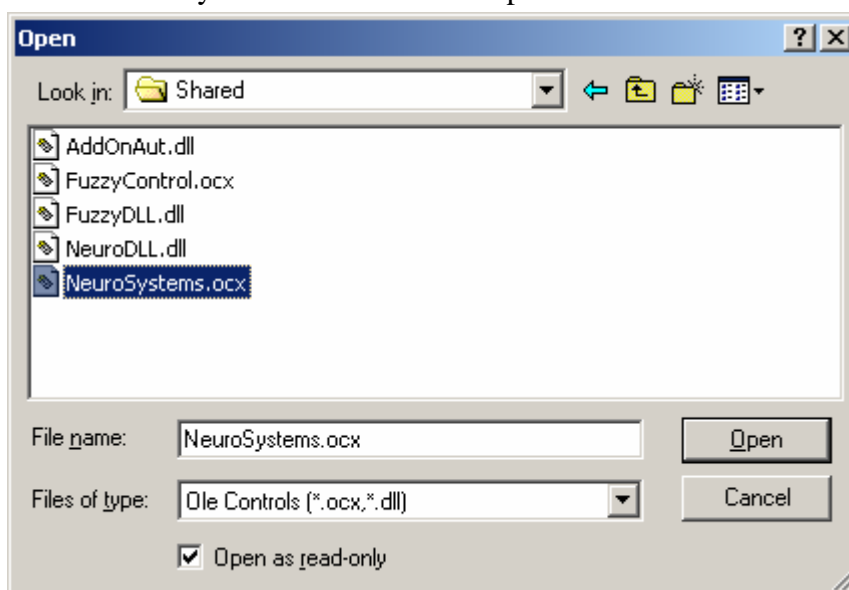 Open
Look in: Shared
AddOnAut.dll
FuzzyControl.ocx
FuzzyDLL.dll
NeuroDLL.dll
NeuroSystems.ocx
File name: NeuroSystems.ocx Open
Files of type: Ole Controls (*.ocx,*.dll) Cancel
Open as read-only